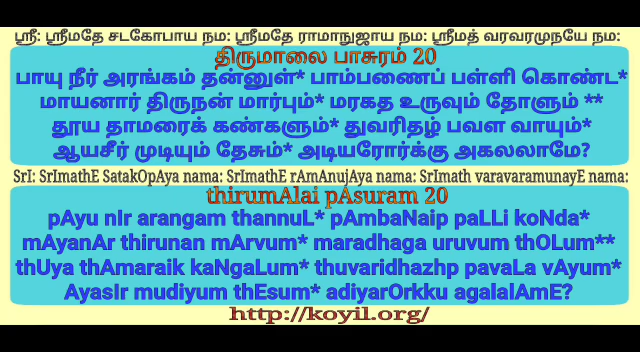 ஸ்ரீ: ஸ்ரீமதே சடகோபாய நம: ஸ்ரீமதே ராமாநுஜாய நம: ஸ்ரீமத் வரவரமுநயே நம:
திருமாலை பாசுரம் 20
பாயு நீர் அரங்கம் தன்னுள்* பாம்பணைப் பள்ளி கொண்ட*
மாயனார் திருநன் மார்பும்* மரகத உருவும் தோளும் **
தூய தாமரைக் கண்களும்* துவரிதழ் பவள வாயும்*
ஆயசீர் முடியும் தேசும்* அடியரோர்க்கு அகலலாமே?
SrI: SrImathE SatakOpAya nama: SrImathE rAmAnujAya nama: SrImath varavaramunayE nama:
thirumAlai pAsuram 20
pAyu nIr arangam thannuL* pAmbaNaip paLLi koNda*
mAyanAr thirunan mArvum* maradhaga uruvum thOLum**
thUya thAmaraik kaNgaLum* thuvaridhazhp pavaLa vAyum*
AyasIr mudiyum thEsum* adiyarOrkku agalalAmE?
http://koyil.org/